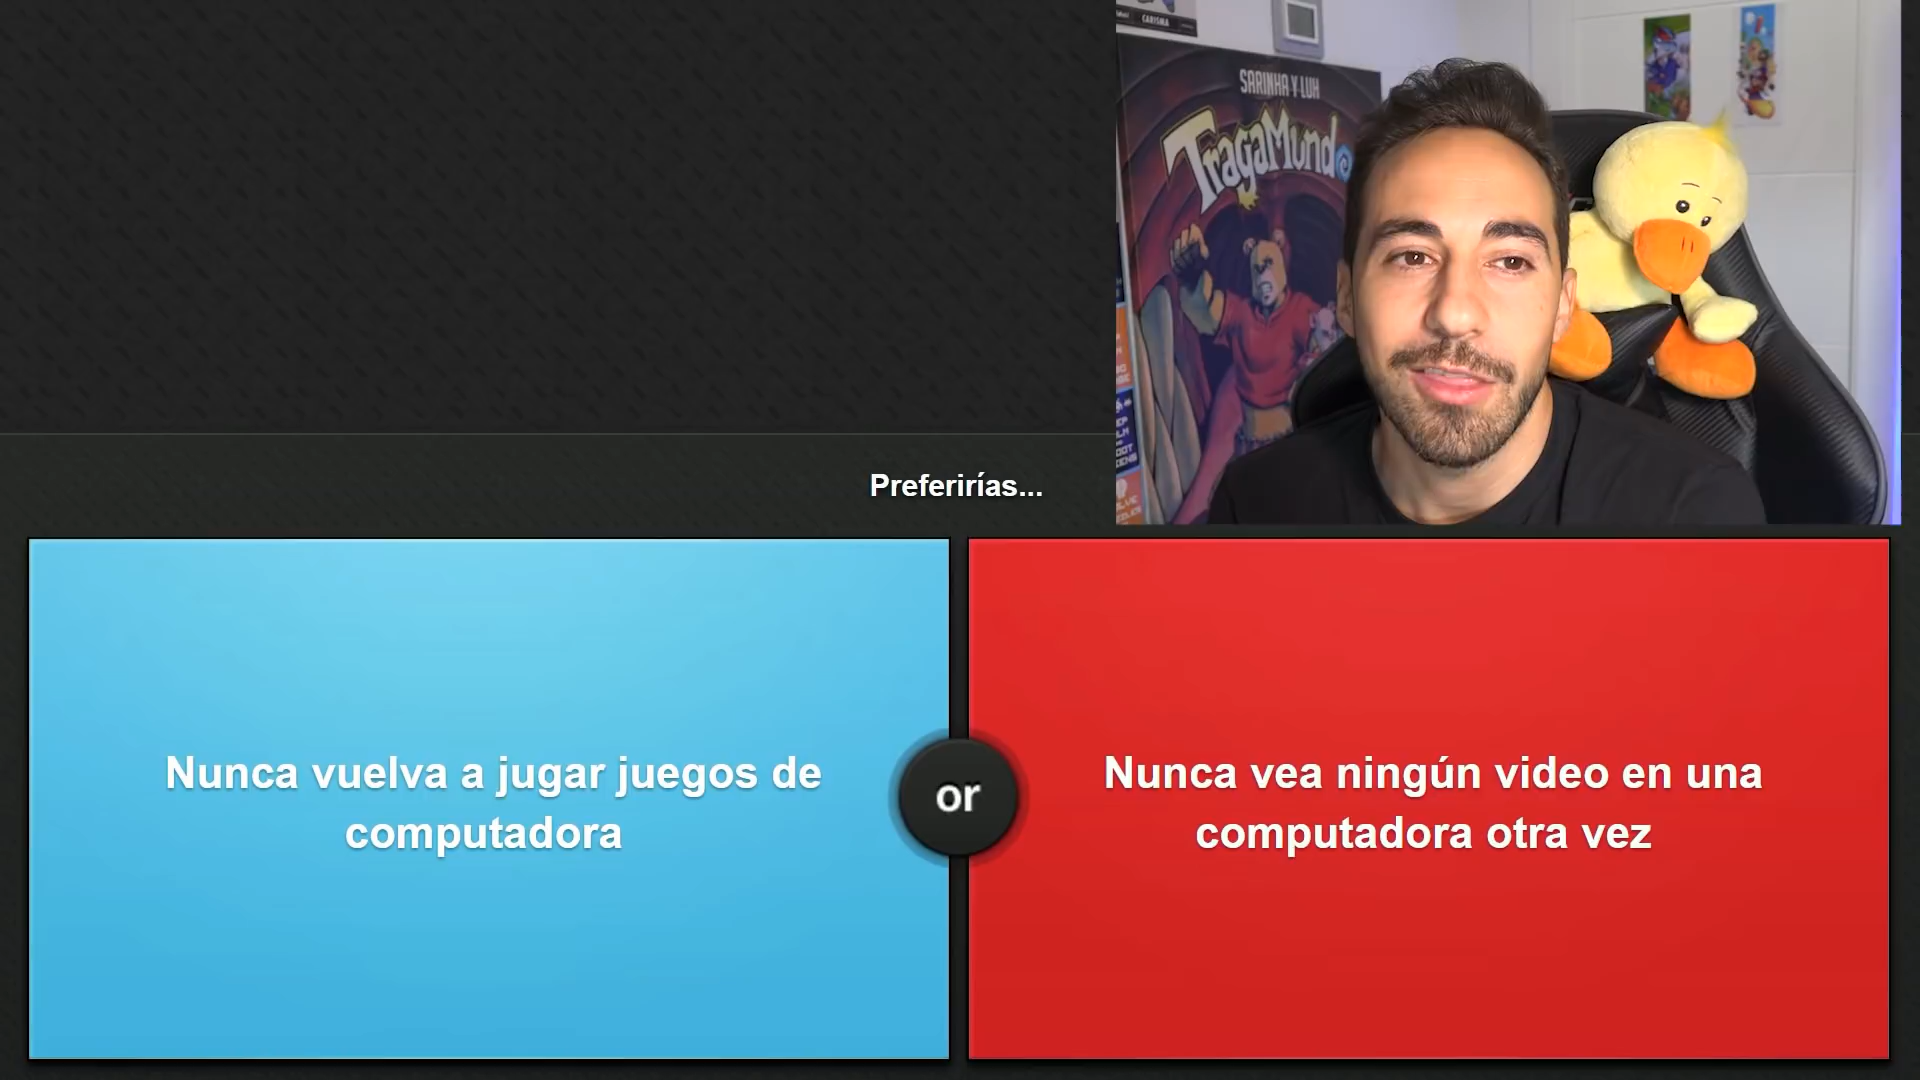 CARISMA
SARINHA Y LUH
TragaMundo
Preferirías...
Nunca vuelva a jugar juegos de
computadora
or
Nunca vea ningún video en una
computadora otra vez